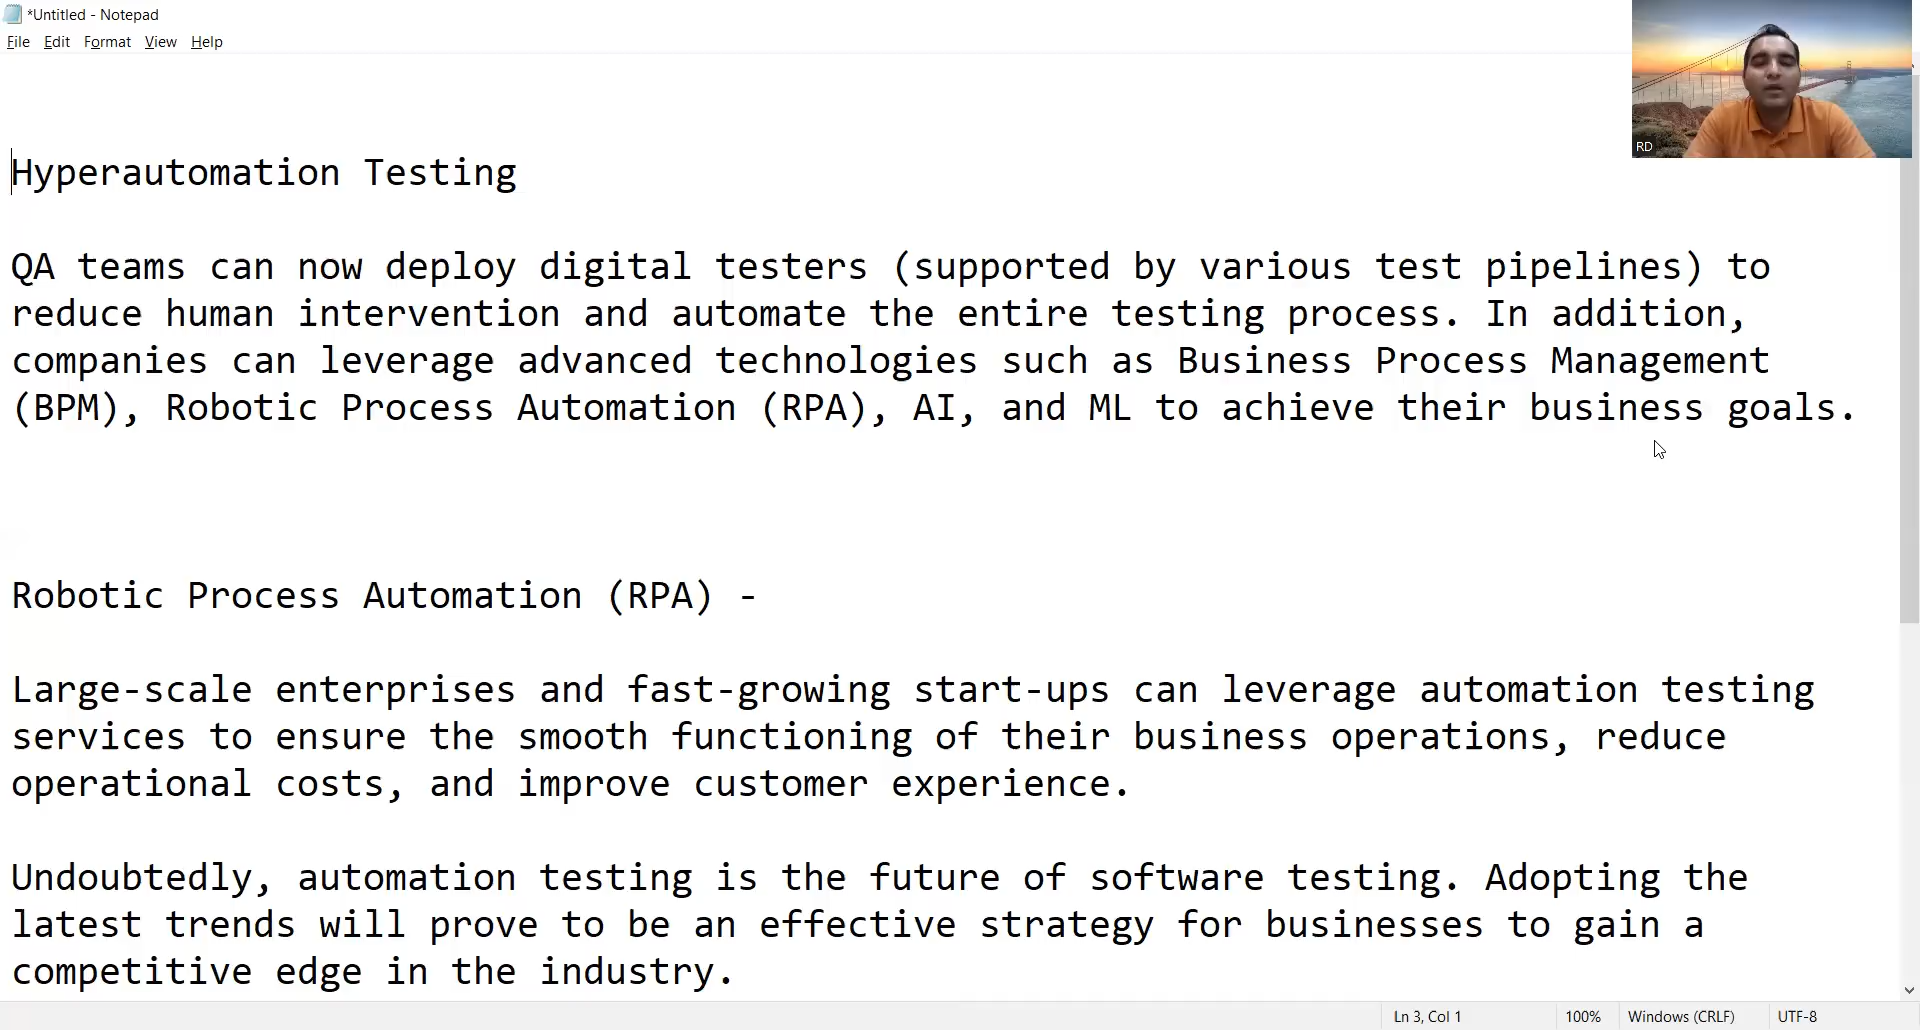 *Untitled - Notepad
File Edit Format View Help
RD
Hyperautomation Testing
QA teams can now deploy digital testers (supported by various test pipelines) to
reduce human intervention and automate the entire testing process. In addition,
companies can leverage advanced technologies such as Business Process Management
(BPM), Robotic Process Automation (RPA), AI, and ML to achieve their business goals.
Robotic Process Automation (RPA) -
Large-scale enterprises and fast-growing start-ups can leverage automation testing
services to ensure the smooth functioning of their business operations, reduce
operational costs, and improve customer experience.
Undoubtedly, automation testing is the future of software testing. Adopting the
latest trends will prove to be an effective strategy for businesses to gain a
competitive edge in the industry.
Ln 3, Col 1 100% Windows (CRLF) UTF-8